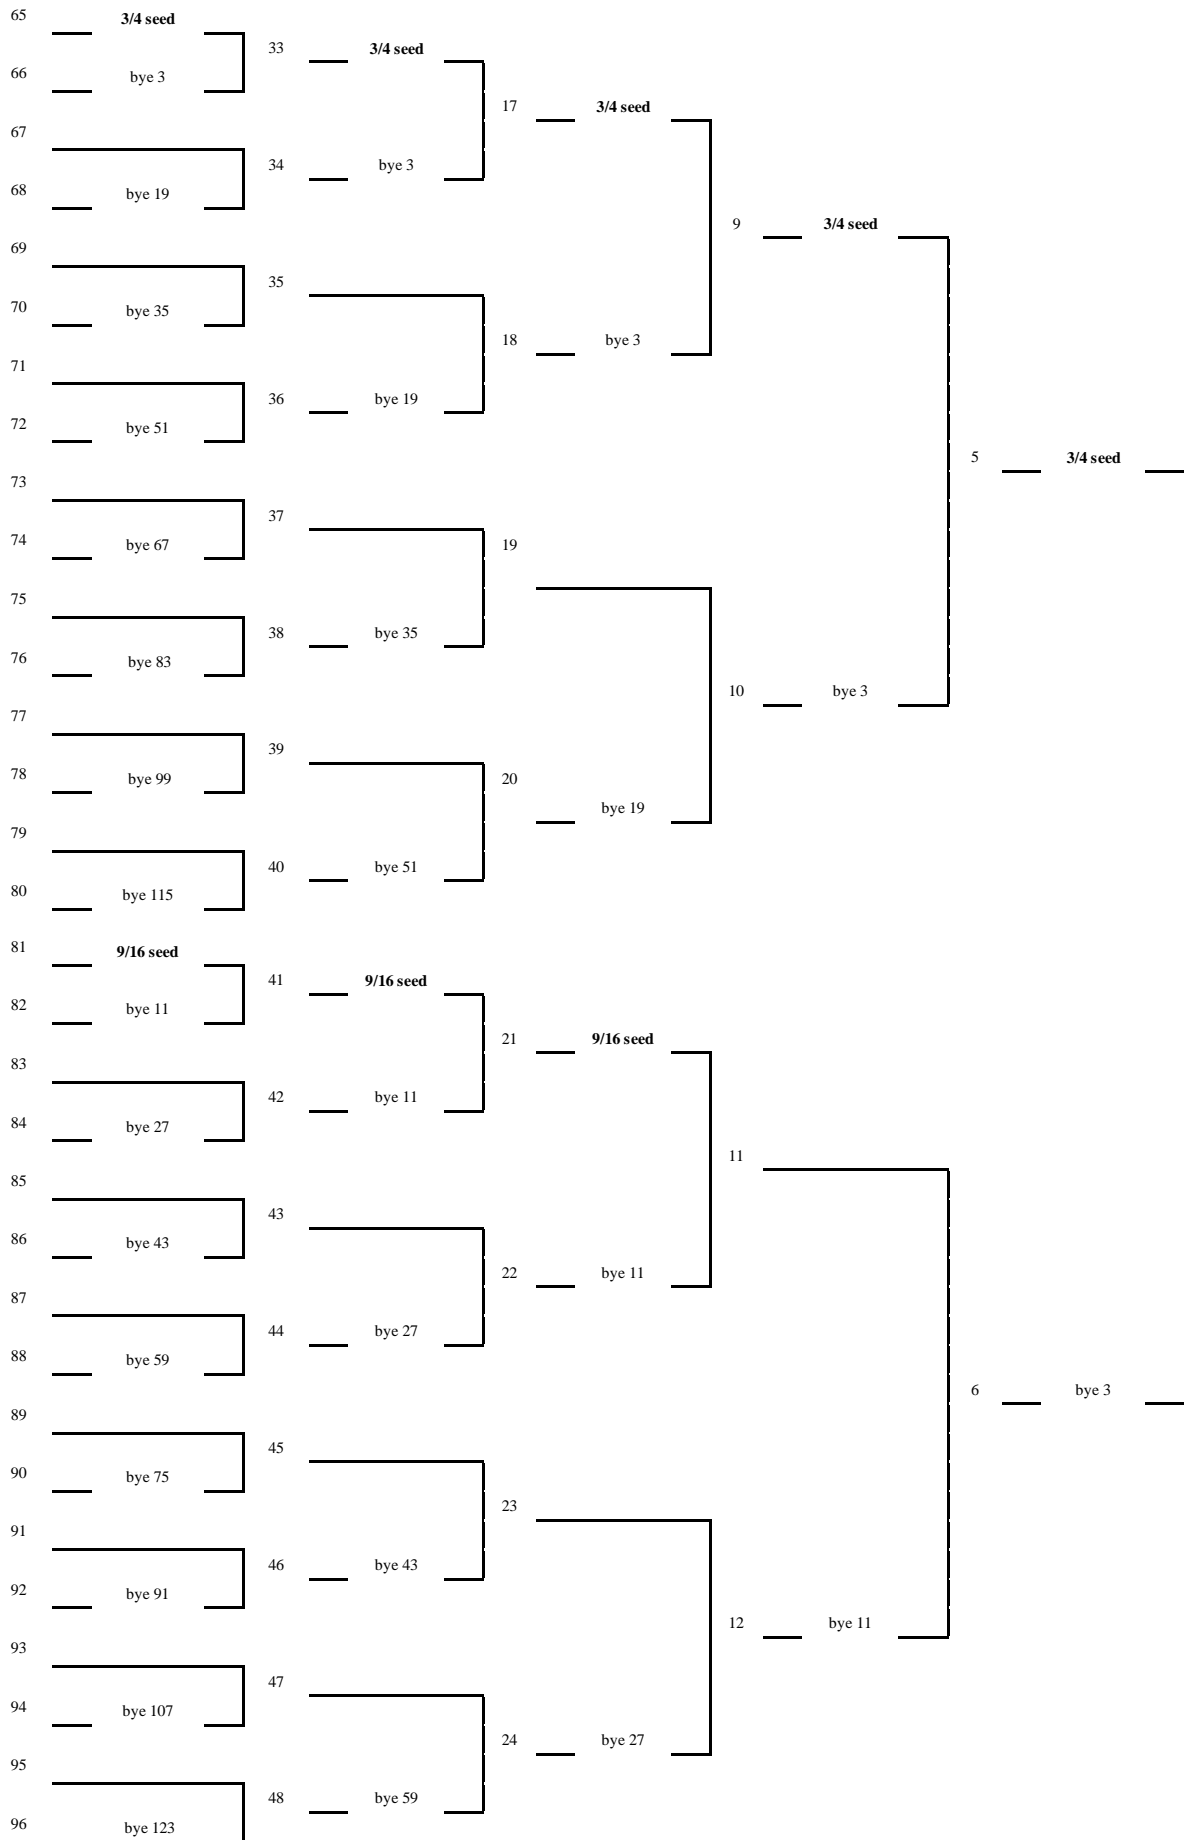 65 3/4 seed
66 bye 3
67
68 bye 19
69
70 bye 35
71
72 bye 51
73
74 bye 67
75
76 bye 83
77
78 bye 99
79
80 bye 115
81 9/16 seed
82 bye 11
83
84 bye 27
85
86 bye 43
87
88 bye 59
89
90 bye 75
91
92 bye 91
93
94 bye 107
95
96 bye 123
33 3/4 seed
34 bye 3
35
36 bye 19
37
38 bye 35
39
40 bye 51
41 9/16 seed
42 bye 11
43
44 bye 27
45
46 bye 43
47
48 bye 59
17 3/4 seed
18 bye 3
19
20 bye 19
21 9/16 seed
22 bye 11
23
24 bye 27
9 3/4 seed
10 bye 3
11
12 bye 11
5 3/4 seed
6 bye 3